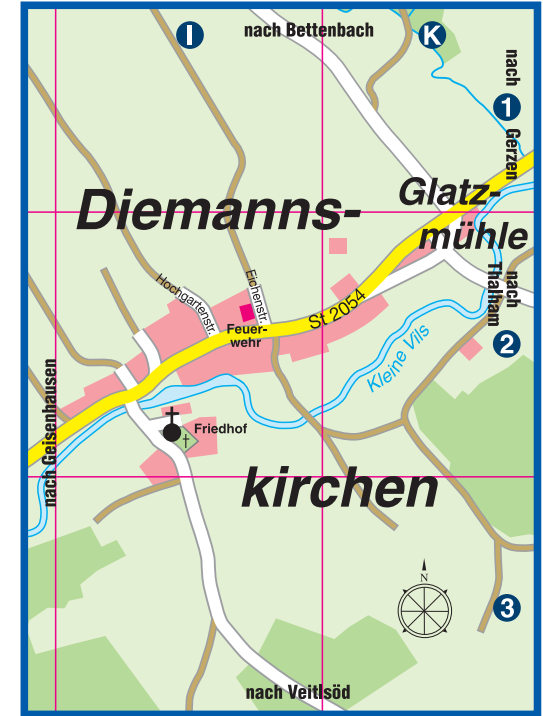 I
nach Bettenbach
K
nach
1
Gerzen
Glatz-
mühle
Diemanns-
nach
Thalham
2
Hochgartenstr.
Eichenstr.
St 2054
Feuer-
wehr
Kleine Vils
nach Geisenhausen
Friedhof
kirchen
N
3
nach Veitlsöd